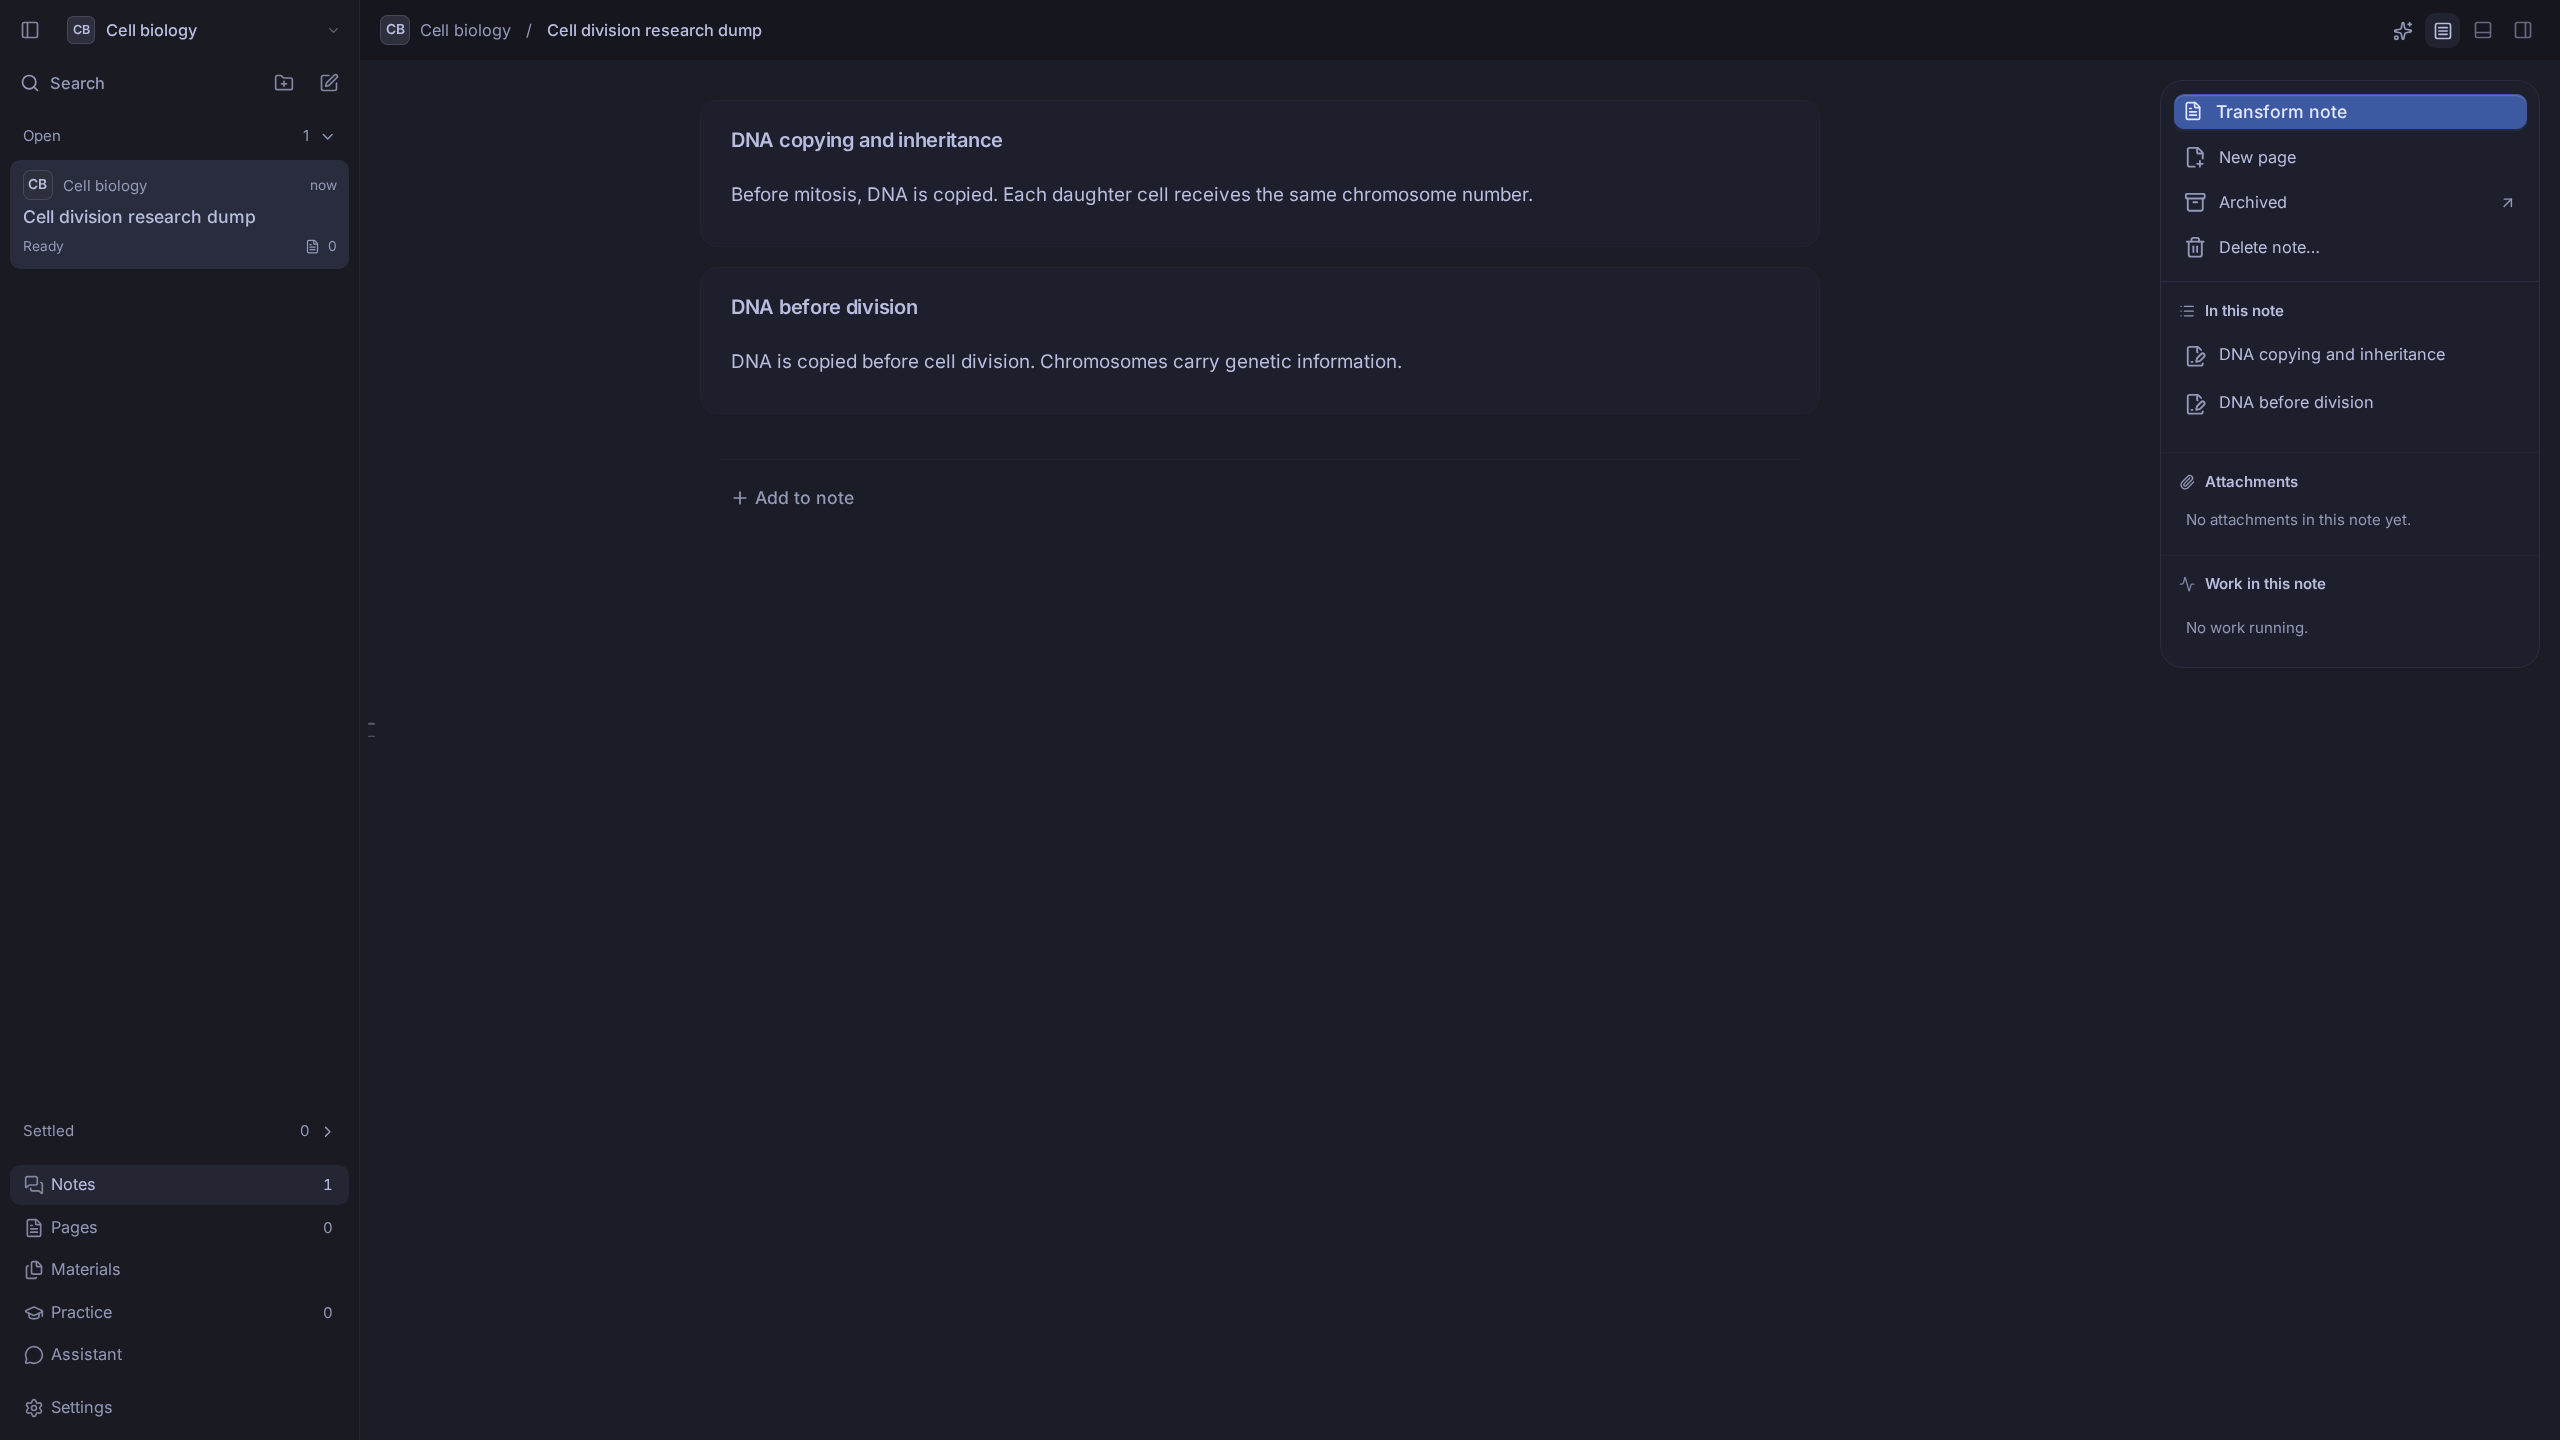 CB Cell biology
Search
Open 1
CB Cell biology now
Cell division research dump
Ready 0
Settled 0
Notes 1
Pages 0
Materials
Practice 0
Assistant
Settings
CB Cell biology / Cell division research dump
DNA copying and inheritance
Before mitosis, DNA is copied. Each daughter cell receives the same chromosome number.
DNA before division
DNA is copied before cell division. Chromosomes carry genetic information.
Add to note
Transform note
New page
Archived
Delete note...
In this note
DNA copying and inheritance
DNA before division
Attachments
No attachments in this note yet.
Work in this note
No work running.